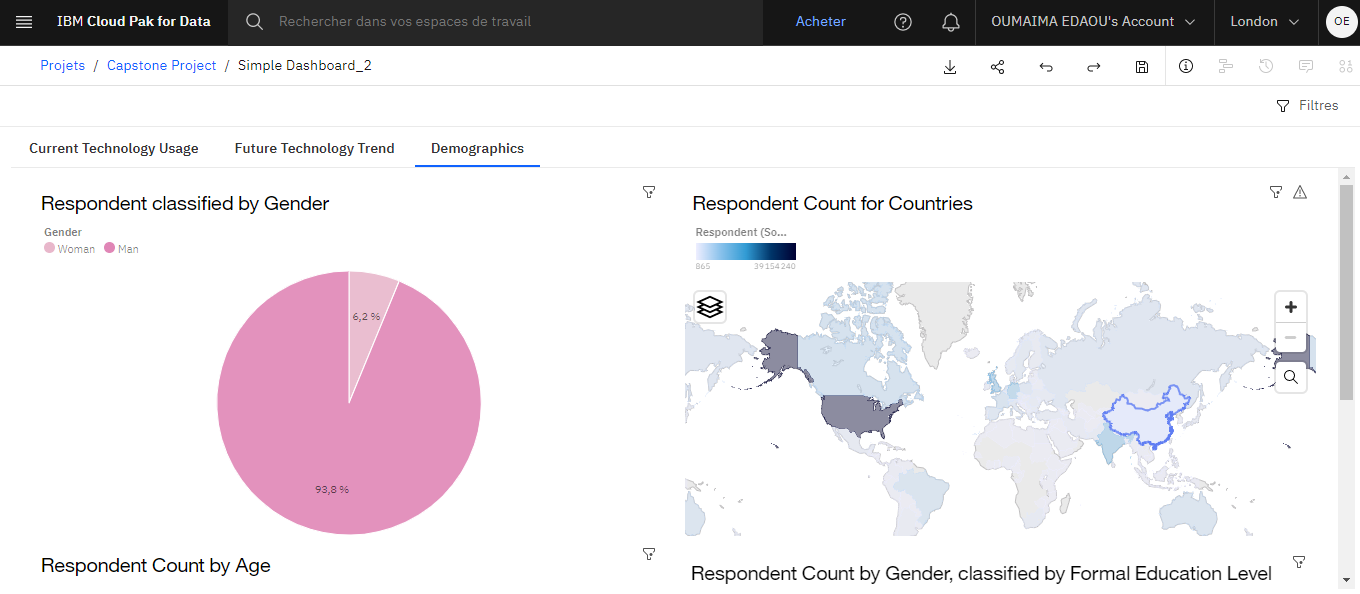 IBM Cloud Pak for Data
Rechercher dans vos espaces de travail
Acheter
OUMAIMA EDAOU's Account
London
OE
Projets / Capstone Project / Simple Dashboard_2
Filtres
Current Technology Usage
Future Technology Trend
Demographics
Respondent classified by Gender
Gender
Woman
Man
6,2 %
93,8 %
Respondent Count for Countries
Respondent (So...
865
39154240
Respondent Count by Age
Respondent Count by Gender, classified by Formal Education Level